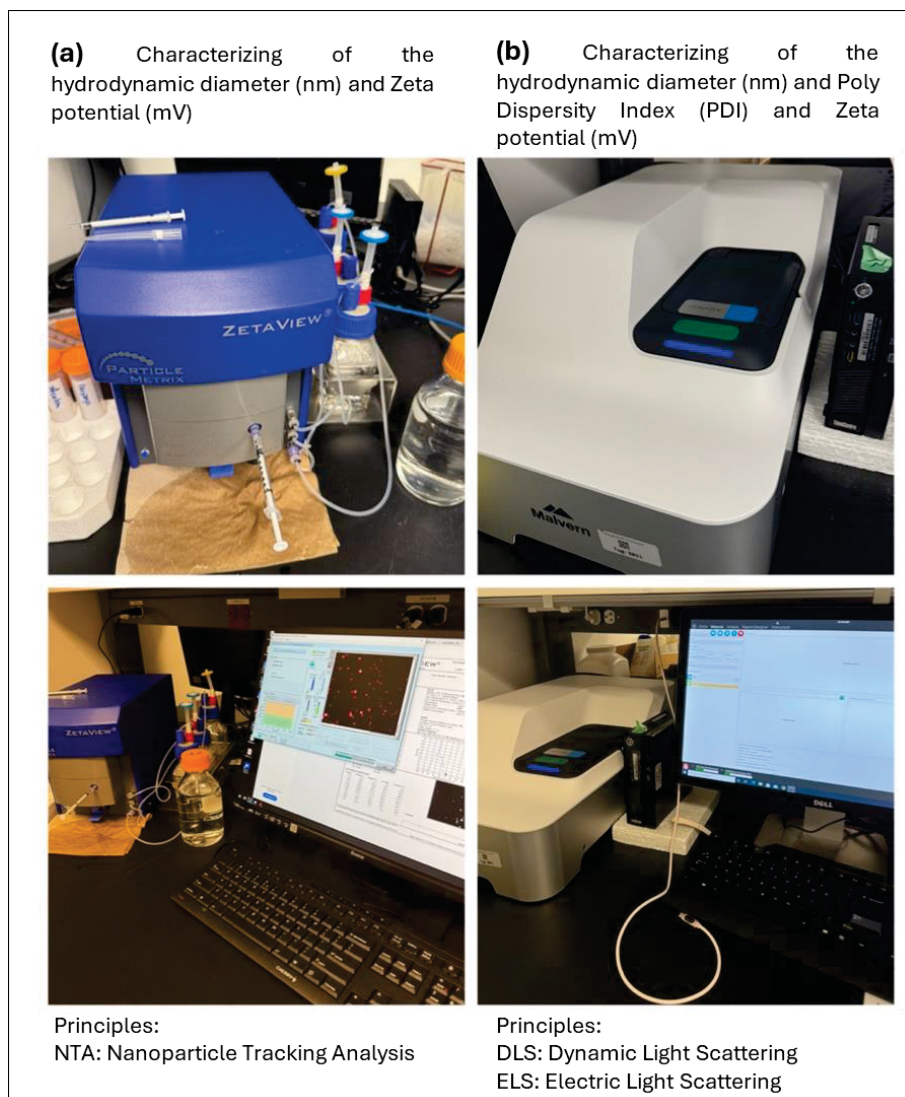 (a) Characterizing of the
hydrodynamic diameter (nm) and Zeta
potential (mV)
(b) Characterizing of the
hydrodynamic diameter (nm) and Poly
Dispersity Index (PDI) and Zeta
potential (mV)
ZETAVIEW®
PARTICLE
METRIX
Malvern
ZETAVIEW®
DELL
Principles:
NTA: Nanoparticle Tracking Analysis
Principles:
DLS: Dynamic Light Scattering
ELS: Electric Light Scattering